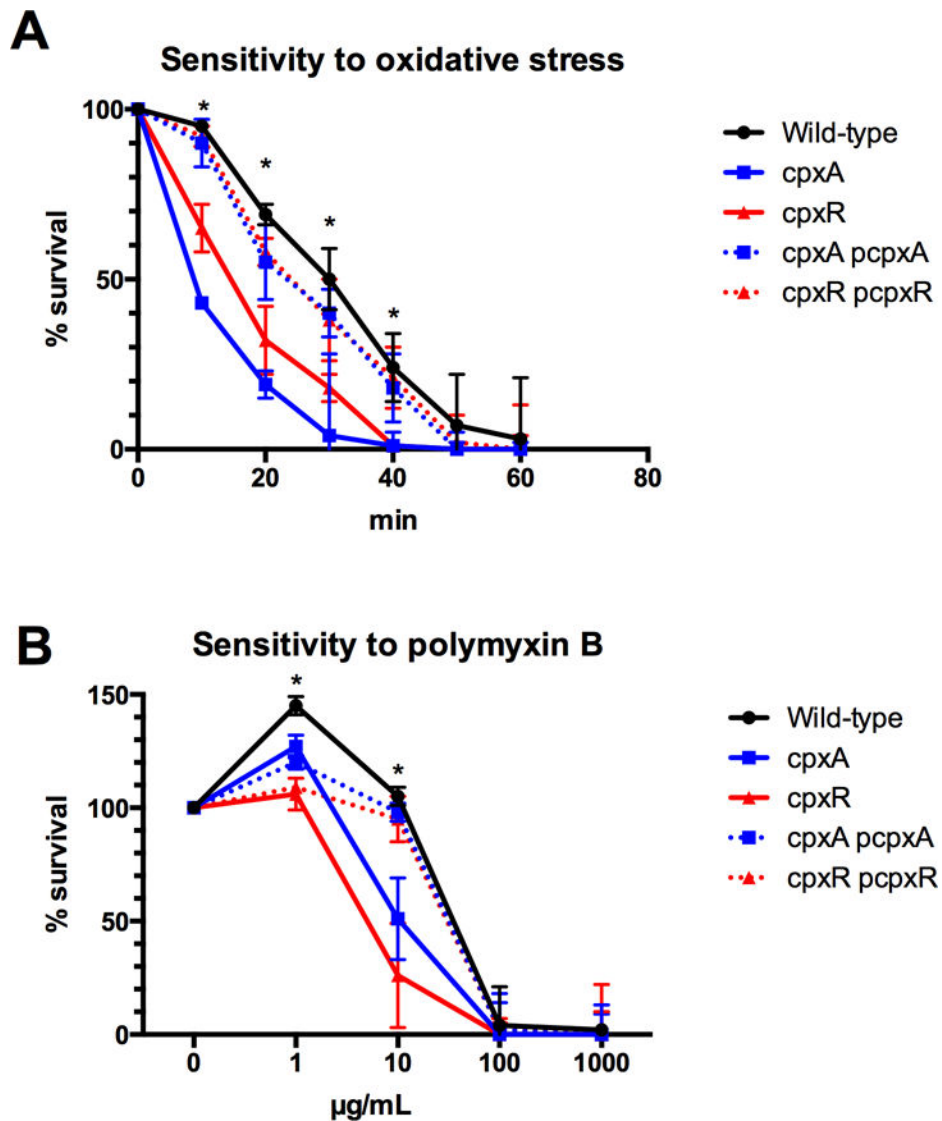 A
Sensitivity to oxidative stress
100
50
0
% survival
0 20 40 60 80
min
* * * * 
Wild-type
cpxA
cpxR
cpxA pcpxA
cpxR pcpxR
B
Sensitivity to polymyxin B
150
100
50
0
% survival
0 1 10 100 1000
µg/mL
* *
Wild-type
cpxA
cpxR
cpxA pcpxA
cpxR pcpxR